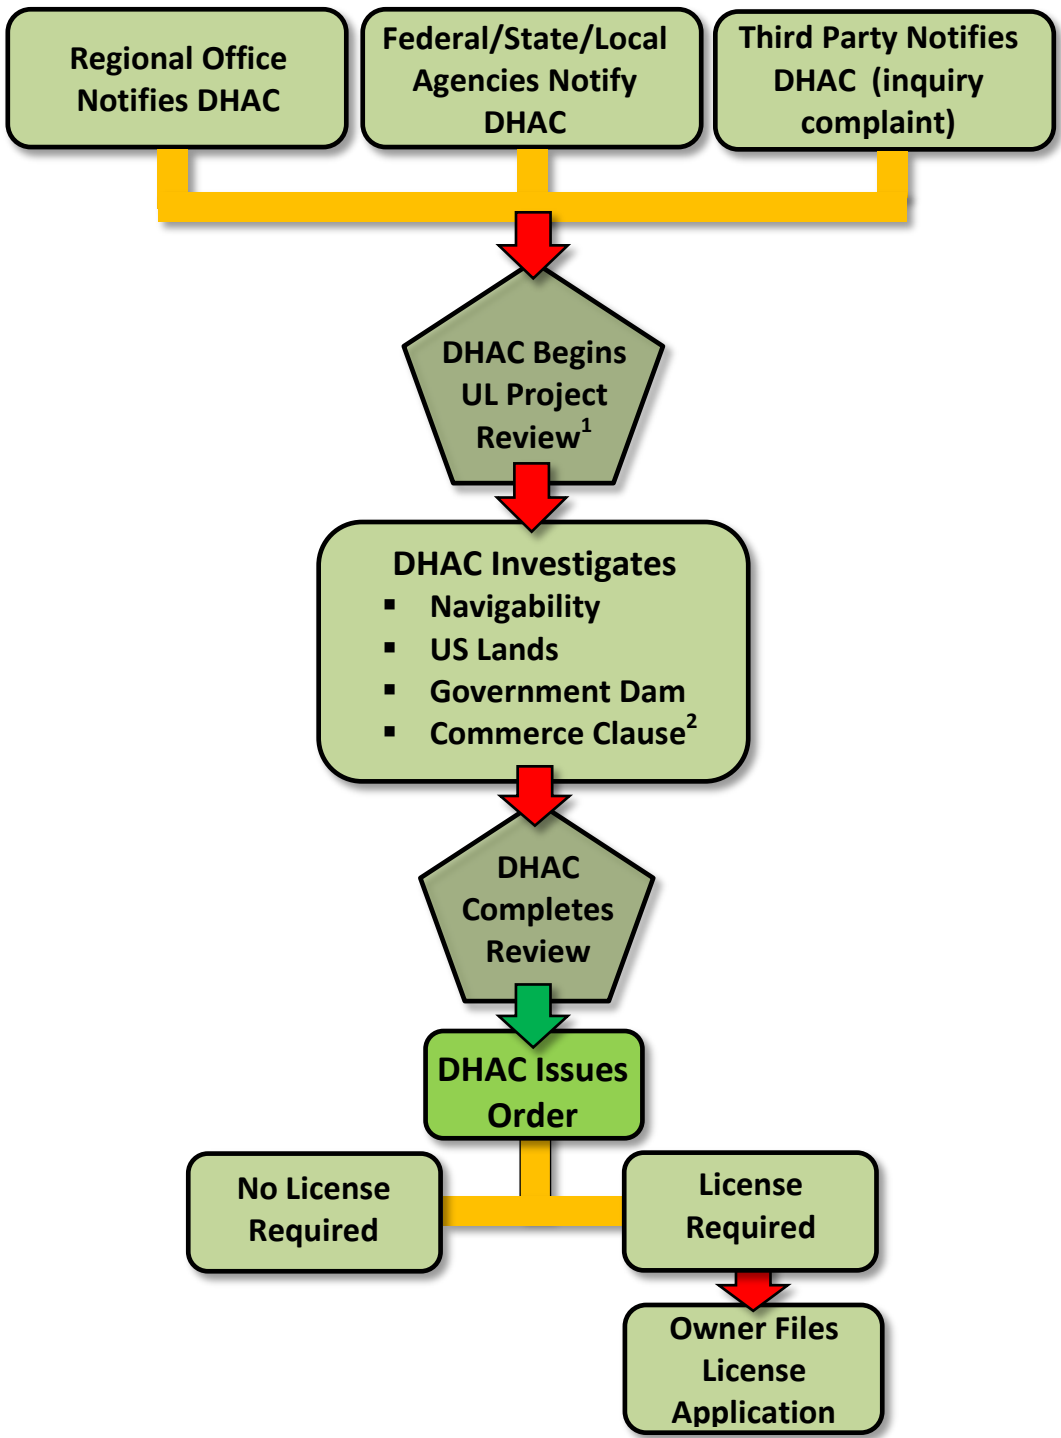 Regional Office
Notifies DHAC
Federal/State/Local
Agencies Notify
DHAC
Third Party Notifies
DHAC (inquiry
complaint)
DHAC Begins
UL Project
Review¹
DHAC Investigates
▪ Navigability
▪ US Lands
▪ Government Dam
▪ Commerce Clause²
DHAC
Completes
Review
DHAC Issues
Order
No License
Required
License
Required
Owner Files
License
Application